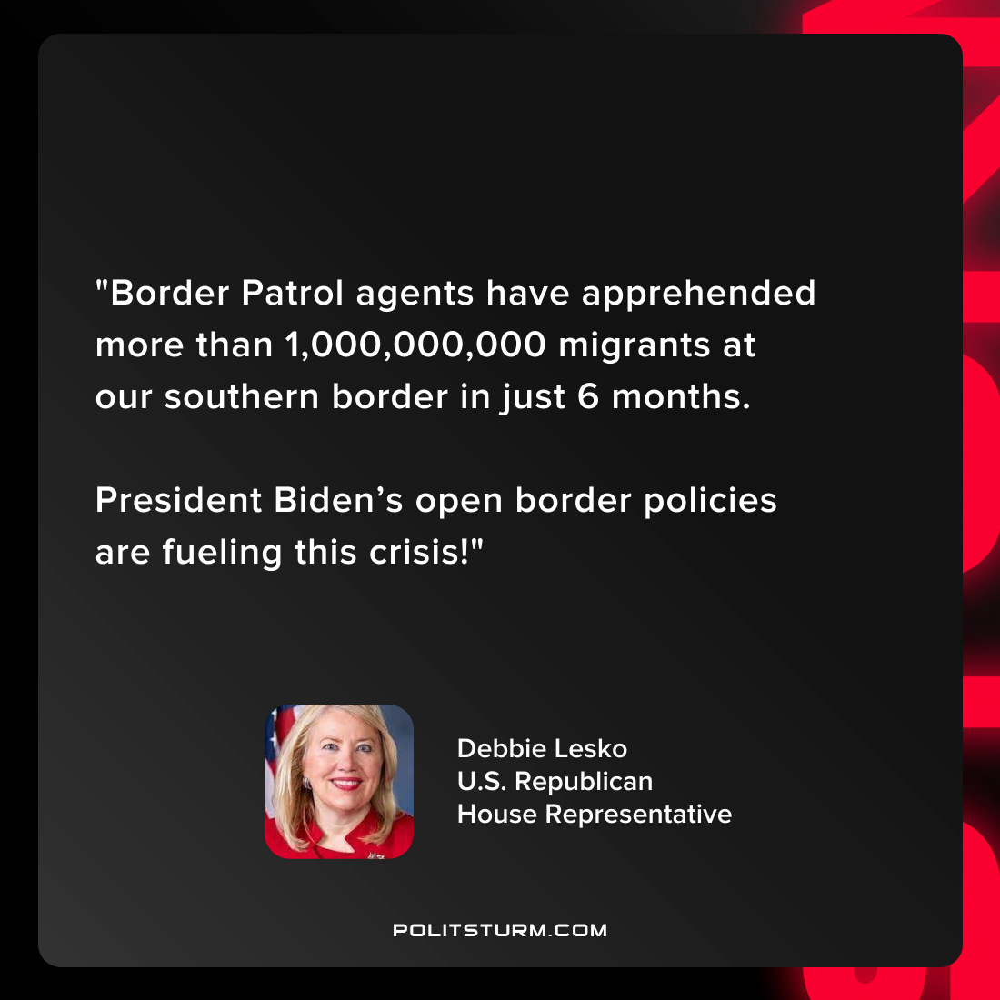 "Border Patrol agents have apprehended
more than 1,000,000,000 migrants at
our southern border in just 6 months.
President Biden’s open border policies
are fueling this crisis!"
Debbie Lesko
U.S. Republican
House Representative
POLITSTURM.COM